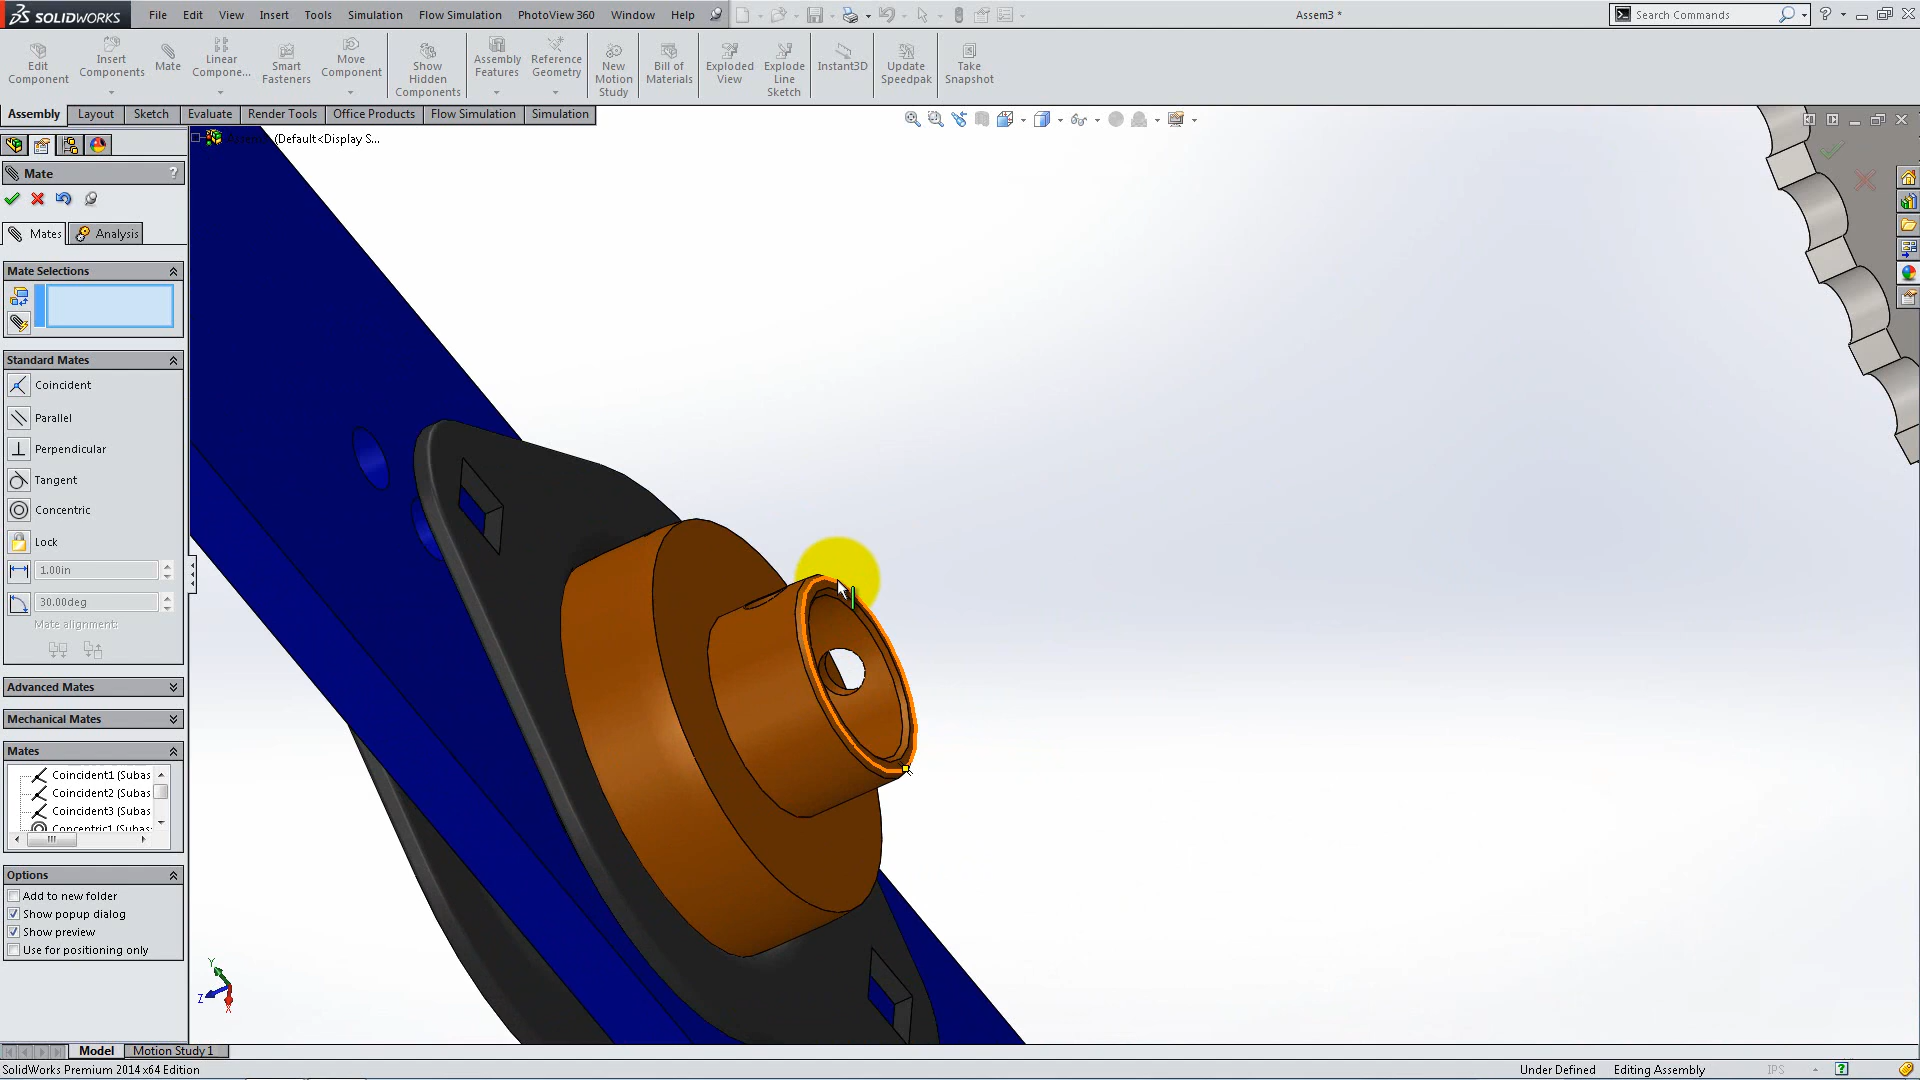 SOLIDWORKS File Edit View Insert Tools Simulation Flow Simulation PhotoView 360 Window Help Assem3 * Search Commands
Edit Component
Insert Components
Mate
Linear Compone...
Smart Fasteners
Move Component
Show Hidden Components
Assembly Features
Reference Geometry
New Motion Study
Bill of Materials
Exploded View
Explode Line Sketch
Instant3D
Update Speedpak
Take Snapshot
Assembly Layout Sketch Evaluate Render Tools Office Products Flow Simulation Simulation
(Default<Display S...
Mate ?
Mates Analysis
Mate Selections
Standard Mates
Coincident
Parallel
Perpendicular
Tangent
Concentric
Lock
1.00in
30.00deg
Mate alignment:
Advanced Mates
Mechanical Mates
Mates
Coincident1 (Subas
Coincident2 (Subas
Coincident3 (Subas
Concentric1 (Subas
Options
Add to new folder
Show popup dialog
Show preview
Use for positioning only
Y
Z
X
Model Motion Study 1
SolidWorks Premium 2014 x64 Edition Under Defined Editing Assembly IPS